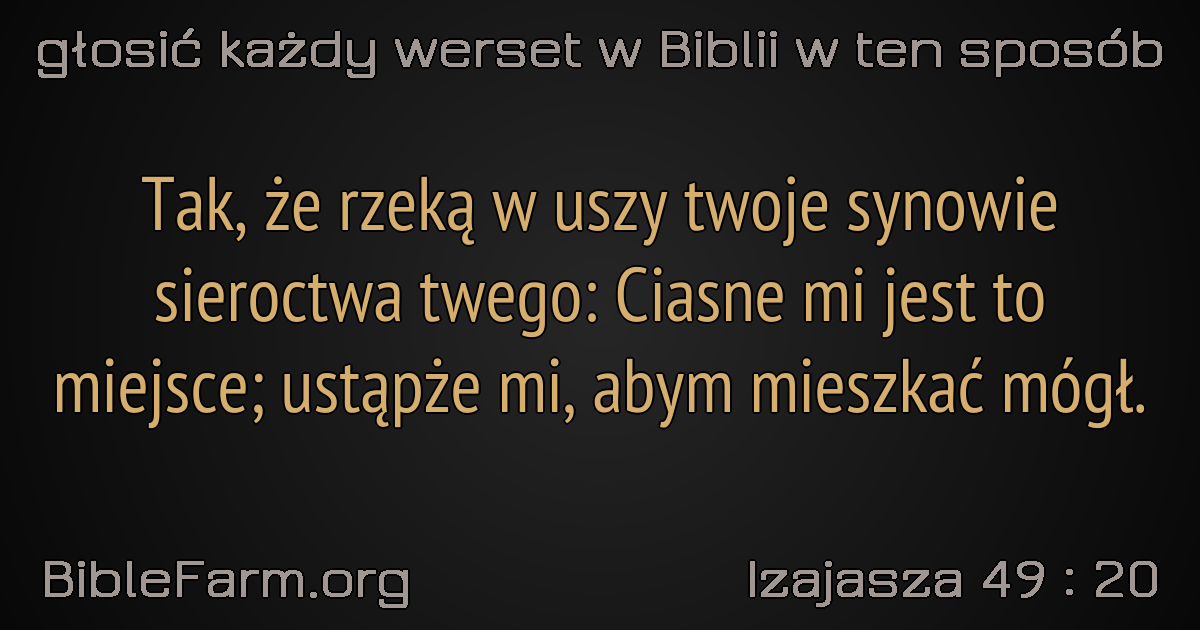 głosić każdy werset w Biblii w ten sposób
Tak, że rzeką w uszy twoje synowie
sieroctwa twego: Ciasne mi jest to
miejsce; ustąpże mi, abym mieszkać mógł.
BibleFarm.org
Izajasza 49 : 20